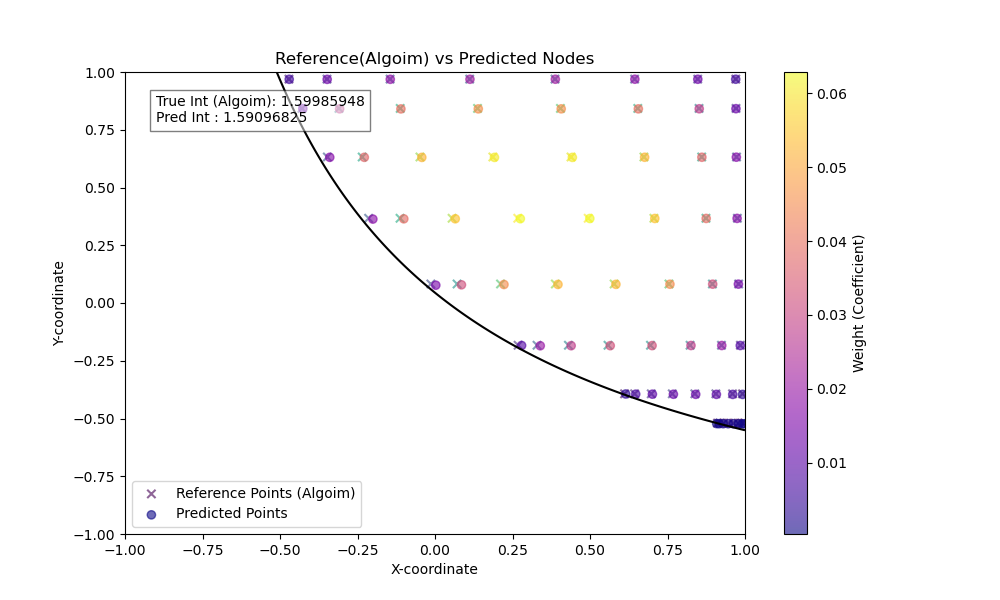 Reference(Algoim) vs Predicted Nodes
True Int (Algoim): 1.59985948
Pred Int : 1.59096825
1.00
0.75
0.50
0.25
0.00
−0.25
−0.50
−0.75
−1.00
Y-coordinate
Reference Points (Algoim)
Predicted Points
−1.00 −0.75 −0.50 −0.25 0.00 0.25 0.50 0.75 1.00
X-coordinate
0.06
0.05
0.04
0.03
0.02
0.01
Weight (Coefficient)